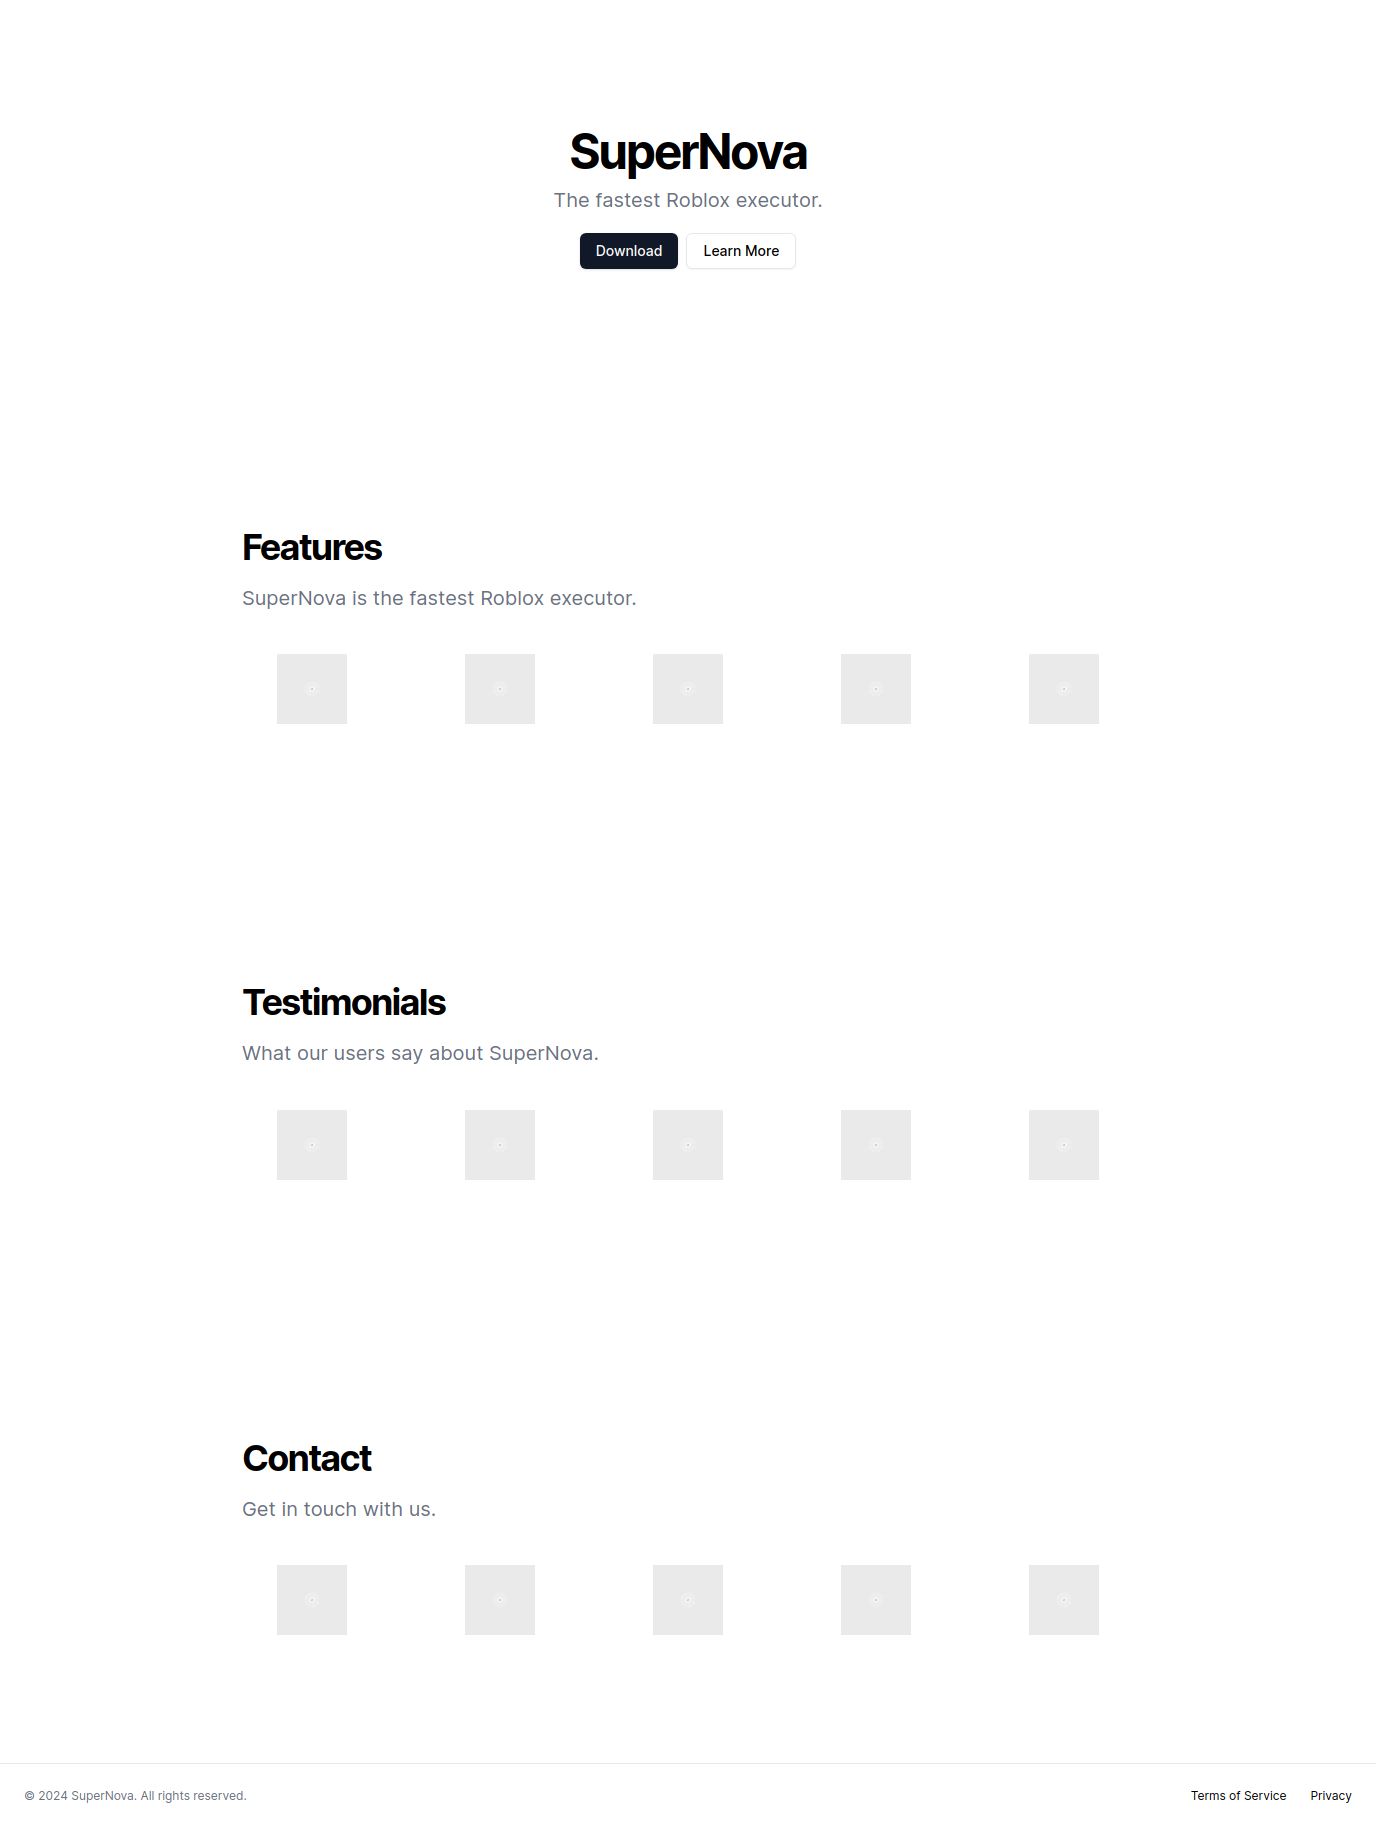 SuperNova
The fastest Roblox executor.
Download
Learn More
Features
SuperNova is the fastest Roblox executor.
Testimonials
What our users say about SuperNova.
Contact
Get in touch with us.
© 2024 SuperNova. All rights reserved.
Terms of Service
Privacy